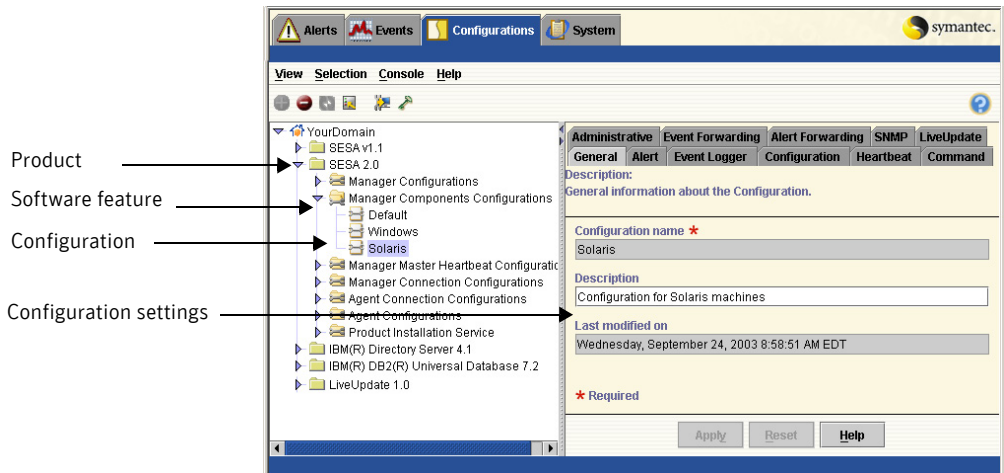 Alerts Events Configurations System symantec.
View Selection Console Help
Product
Software feature
Configuration
Configuration settings
YourDomain
SESA v1.1
SESA 2.0
Manager Configurations
Manager Components Configurations
Default
Windows
Solaris
Manager Master Heartbeat Configuratic
Manager Connection Configurations
Agent Connection Configurations
Agent Configurations
Product Installation Service
IBM(R) Directory Server 4.1
IBM(R) DB2(R) Universal Database 7.2
LiveUpdate 1.0
Administrative Event Forwarding Alert Forwarding SNMP LiveUpdate
General Alert Event Logger Configuration Heartbeat Command
Description:
General information about the Configuration.
Configuration name *
Solaris
Description
Configuration for Solaris machines
Last modified on
Wednesday, September 24, 2003 8:58:51 AM EDT
* Required
Apply Reset Help